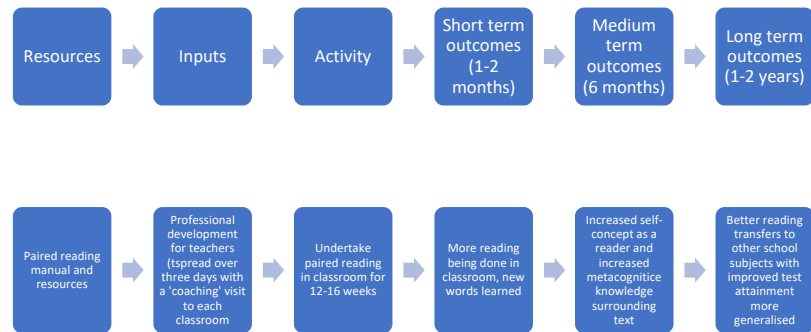 Resources
Inputs
Activity
Short term
outcomes
(1-2
months)
Medium
term
outcomes
(6 months)
Long term
outcomes
(1-2 years)
Paired reading
manual and
resources
Professional
development
for teachers
(tspread over
three days with
a 'coaching' visit
to each
classroom
Undertake
paired reading
in classroom for
12-16 weeks
More reading
being done in
classroom, new
words learned
Increased self-
concept as a
reader and
increased
metacognitice
knowledge
surrounding
text
Better reading
transfers to
other school
subjects with
improved test
attainment
more
generalised